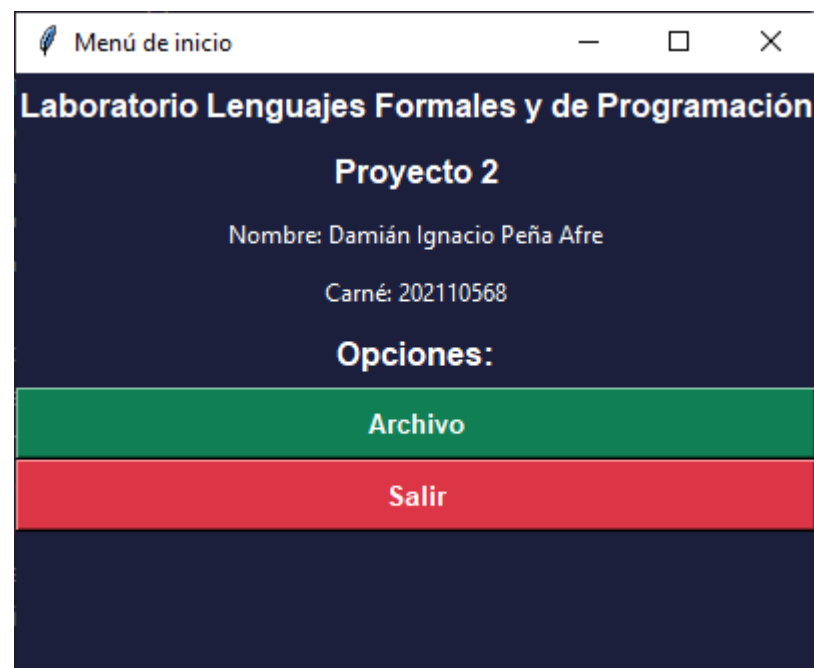 Menú de inicio
Laboratorio Lenguajes Formales y de Programación
Proyecto 2
Nombre: Damián Ignacio Peña Afre
Carné: 202110568
Opciones:
Archivo
Salir